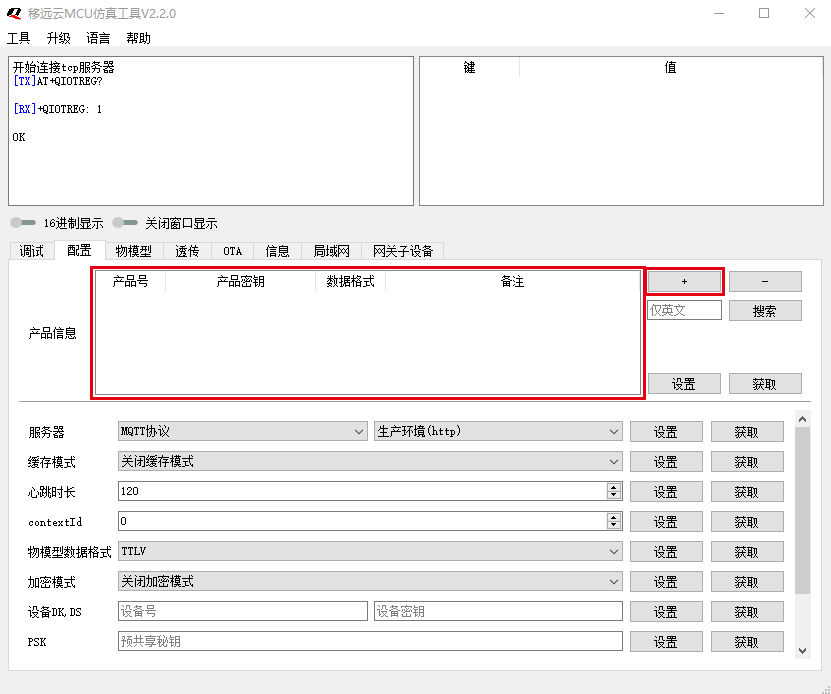 移远云MCU仿真工具V2.2.0
工具 升级 语言 帮助
开始连接tcp服务器
[TX]AT+QIOTREG?
[RX]+QIOTREG: 1
OK
键 值
16进制显示 关闭窗口显示
调试 配置 物模型 透传 OTA 信息 局域网 网关子设备
产品信息
产品号 产品密钥 数据格式 备注
+ -
仅英文 搜索
设置 获取
服务器 MQTT协议 生产环境(http) 设置 获取
缓存模式 关闭缓存模式 设置 获取
心跳时长 120 设置 获取
contextId 0 设置 获取
物模型数据格式 TTLV 设置 获取
加密模式 关闭加密模式 设置 获取
设备DK,DS 设备号 设备密钥 设置 获取
PSK 预共享秘钥 设置 获取